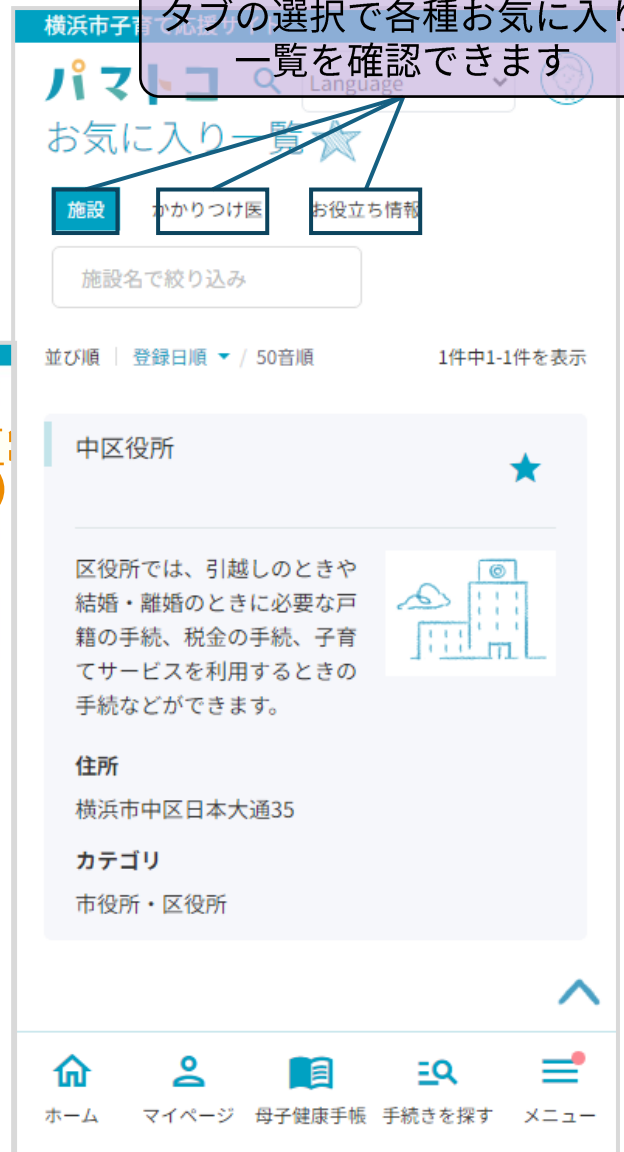 タブの選択で各種お気に入り
一覧を確認できます
横浜市子育て応援サイト
パマトコ
Language
お気に入り一覧
施設 かかりつけ医 お役立ち情報
施設名で絞り込み
並び順 | 登録日順 / 50音順 1件中1-1件を表示
中区役所
区役所では、引越しのときや
結婚・離婚のときに必要な戸
籍の手続、税金の手続、子育
てサービスを利用するときの
手続などができます。
住所
横浜市中区日本大通35
カテゴリ
市役所・区役所
ホーム マイページ 母子健康手帳 手続きを探す メニュー